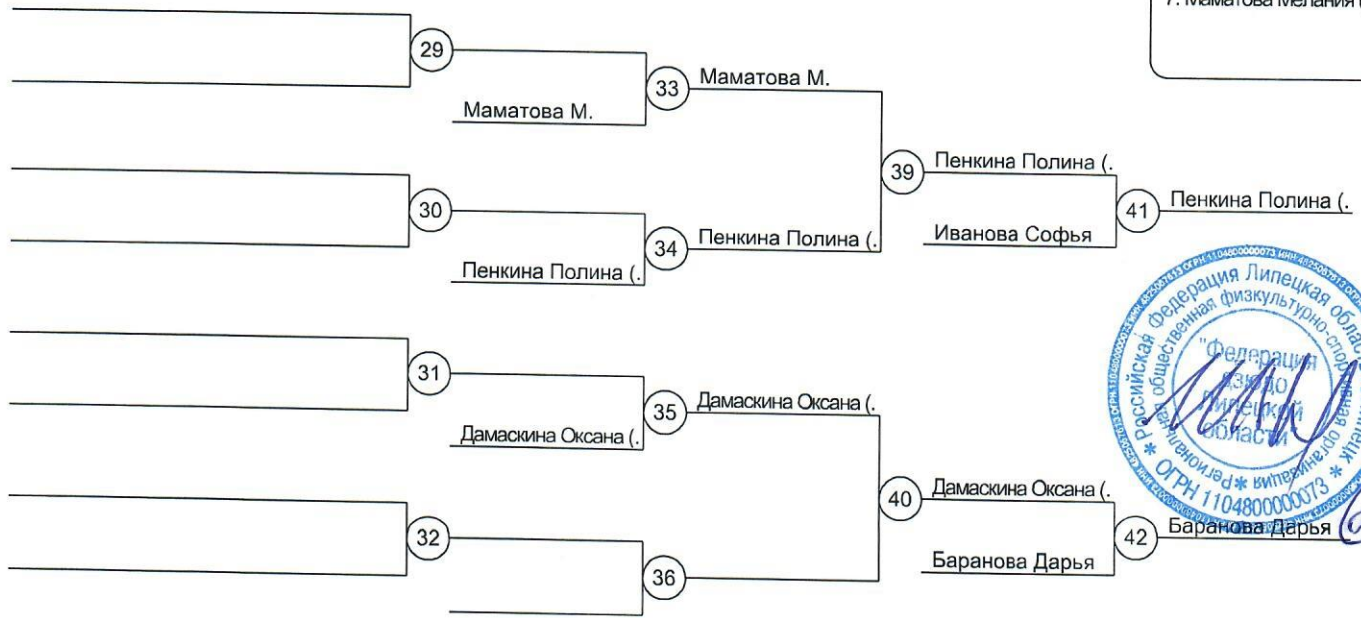 7. Маматова Мелания
29
33
Маматова М.
Маматова М.
39
Пенкина Полина (.
30
41
Пенкина Полина (.
34
Пенкина Полина (.
Иванова Софья
Пенкина Полина (.
31
35
Дамаскина Оксана (.
Дамаскина Оксана (.
40
Дамаскина Оксана (.
32
42
Баранова Дарья
36
Баранова Дарья
* Российская Федерация Липецкая область
Региональная общественная физкультурно-спортивная организация *
"Федерация
дзюдо
Липецкой
области"
* ОГРН 1104800000073 *